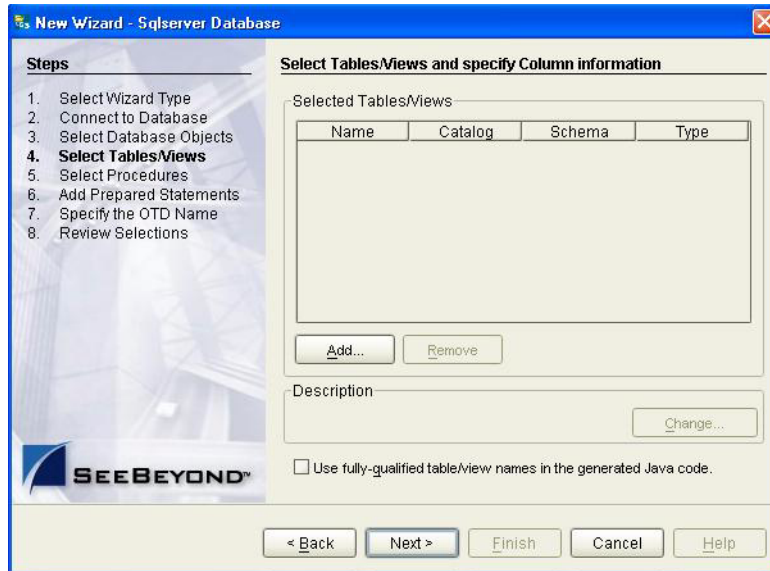 New Wizard - Sqlserver Database
Steps
1. Select Wizard Type
2. Connect to Database
3. Select Database Objects
4. Select Tables/Views
5. Select Procedures
6. Add Prepared Statements
7. Specify the OTD Name
8. Review Selections
SEEBEYOND™
Select Tables/Views and specify Column information
Selected Tables/Views
Name Catalog Schema Type
Add... Remove
Description
Change...
Use fully-qualified table/view names in the generated Java code.
< Back Next > Finish Cancel Help